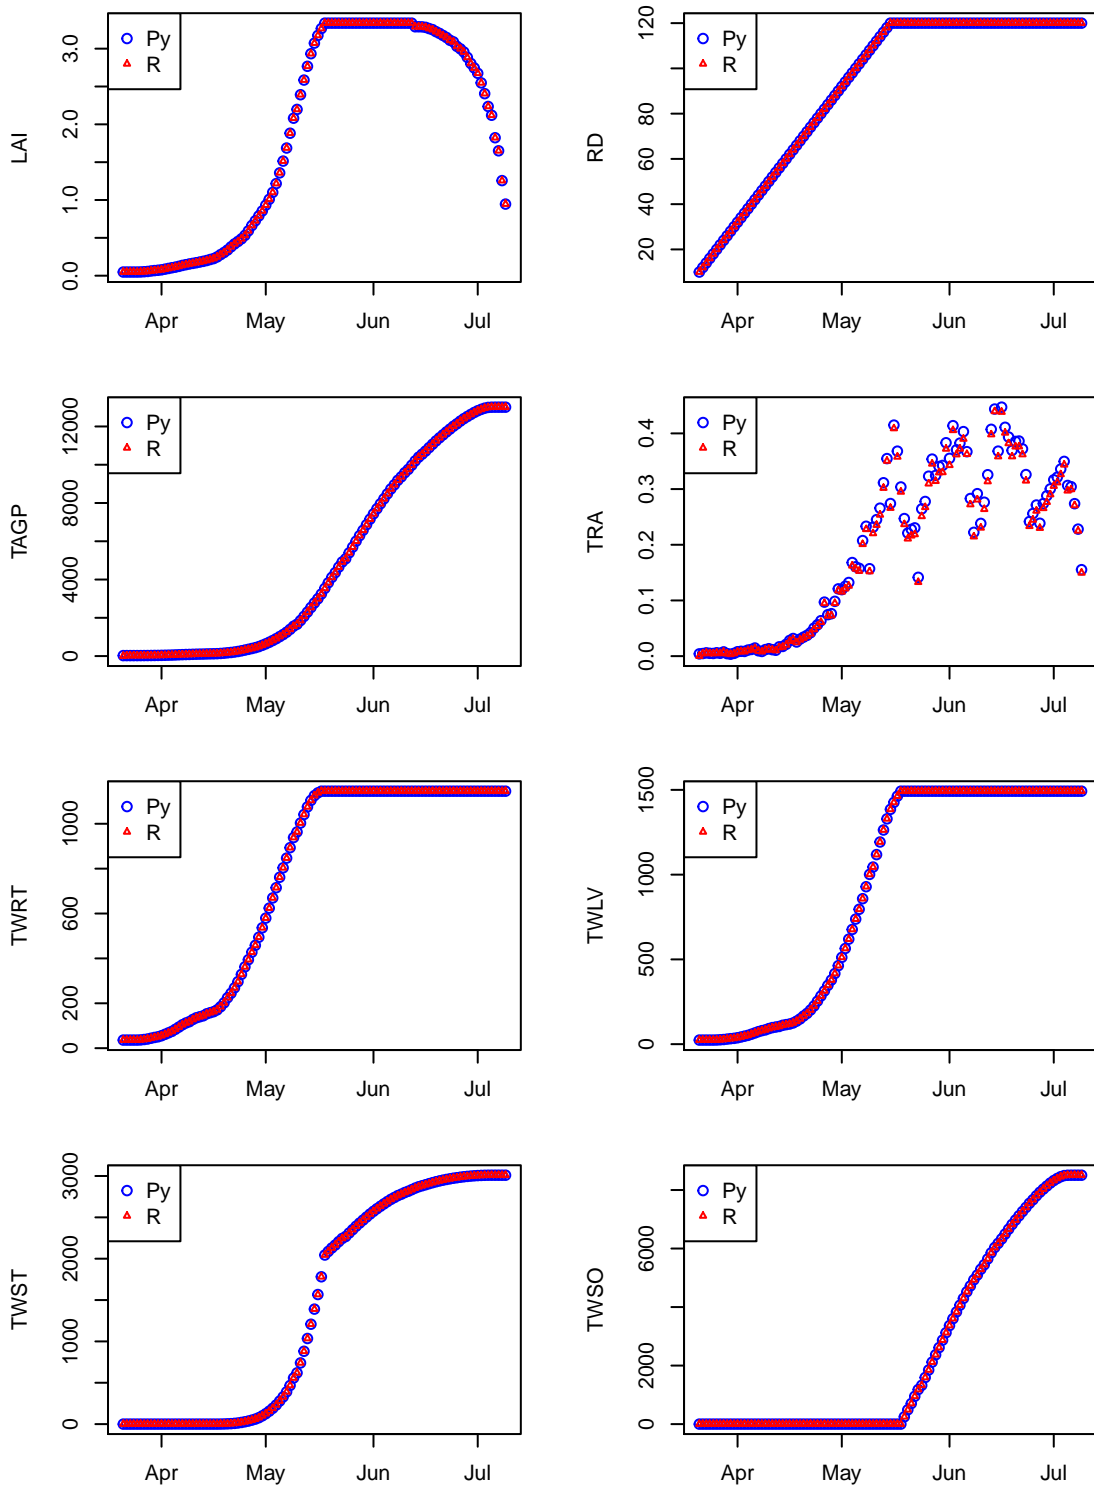 LAI
3.0
2.0
1.0
0.0
Py
R
Apr May Jun Jul
RD
120
80
60
40
20
Py
R
Apr May Jun Jul
TAGP
12000
8000
4000
0
Py
R
Apr May Jun Jul
TRA
0.4
0.3
0.2
0.1
0.0
Py
R
Apr May Jun Jul
TWRT
1000
600
200
0
Py
R
Apr May Jun Jul
TWLV
1500
1000
500
0
Py
R
Apr May Jun Jul
TWST
3000
2000
1000
0
Py
R
Apr May Jun Jul
TWSO
6000
2000
0
Py
R
Apr May Jun Jul